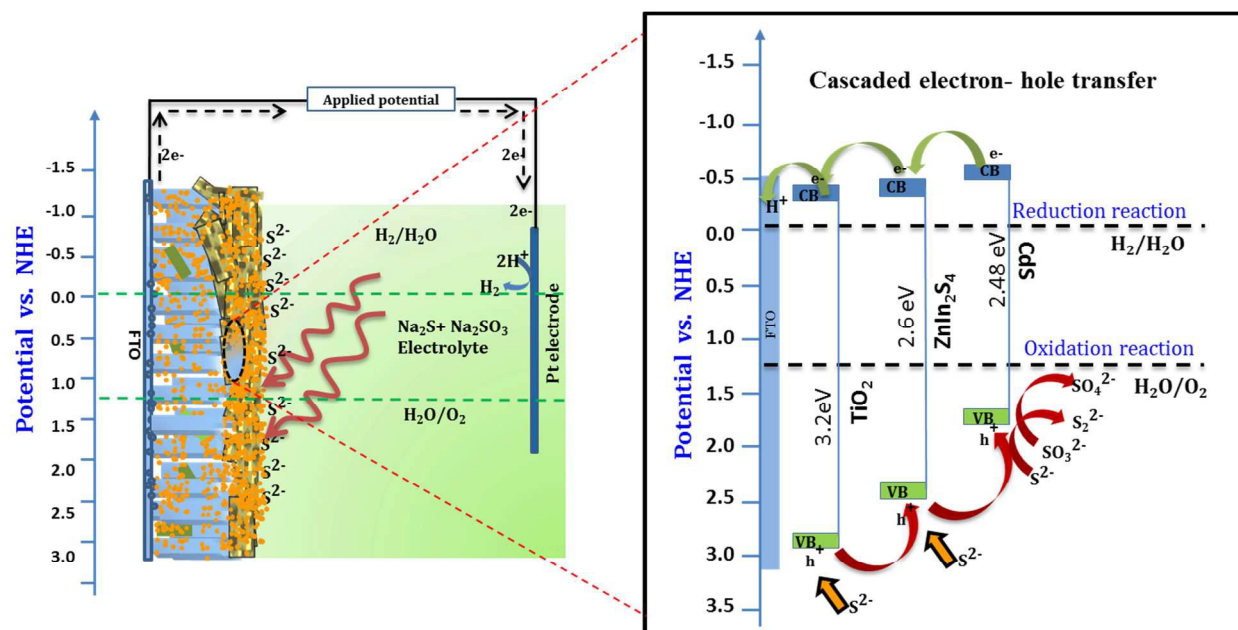 Applied potential
2e-
2e-
2e-
Potential vs. NHE
-1.5
-1.0
-0.5
0.0
0.5
1.0
1.5
2.0
2.5
3.0
FTO
S²⁻
S²⁻
S²⁻
S²⁻
S²⁻
S²⁻
S²⁻
S²⁻
S²⁻
H₂/H₂O
2H⁺
H₂
Na₂S+ Na₂SO₃
Electrolyte
H₂O/O₂
Pt electrode
Cascaded electron- hole transfer
Potential vs. NHE
-1.5
-1.0
-0.5
0.0
0.5
1.0
1.5
2.0
2.5
3.0
3.5
FTO
H⁺
e-
CB
e-
CB
e-
CB
Reduction reaction
H₂/H₂O
3.2eV
TiO₂
2.6 eV
ZnIn₂S₄
2.48 eV
CdS
Oxidation reaction
H₂O/O₂
SO₄²⁻
S₂²⁻
SO₃²⁻
S²⁻
VB
h⁺
VB
h⁺
VB
h⁺
S²⁻
S²⁻